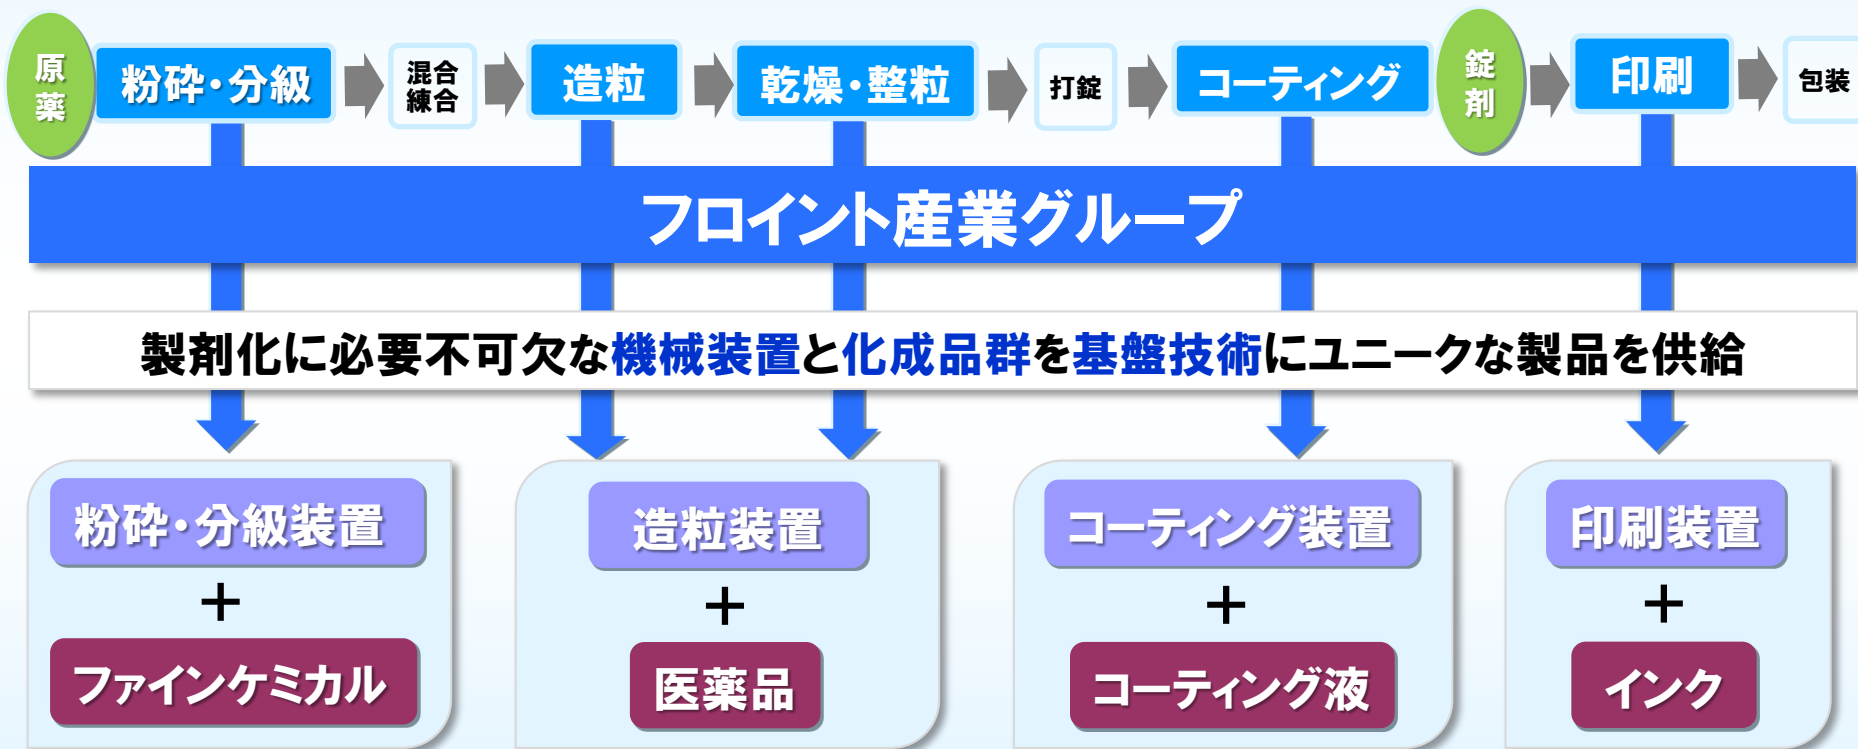 原薬
粉砕・分級
混合
練合
造粒
乾燥・整粒
打錠
コーティング
錠剤
印刷
包装
フロイント産業グループ
製剤化に必要不可欠な機械装置と化成品群を基盤技術にユニークな製品を供給
粉砕・分級装置
+
ファインケミカル
造粒装置
+
医薬品
コーティング装置
+
コーティング液
印刷装置
+
インク